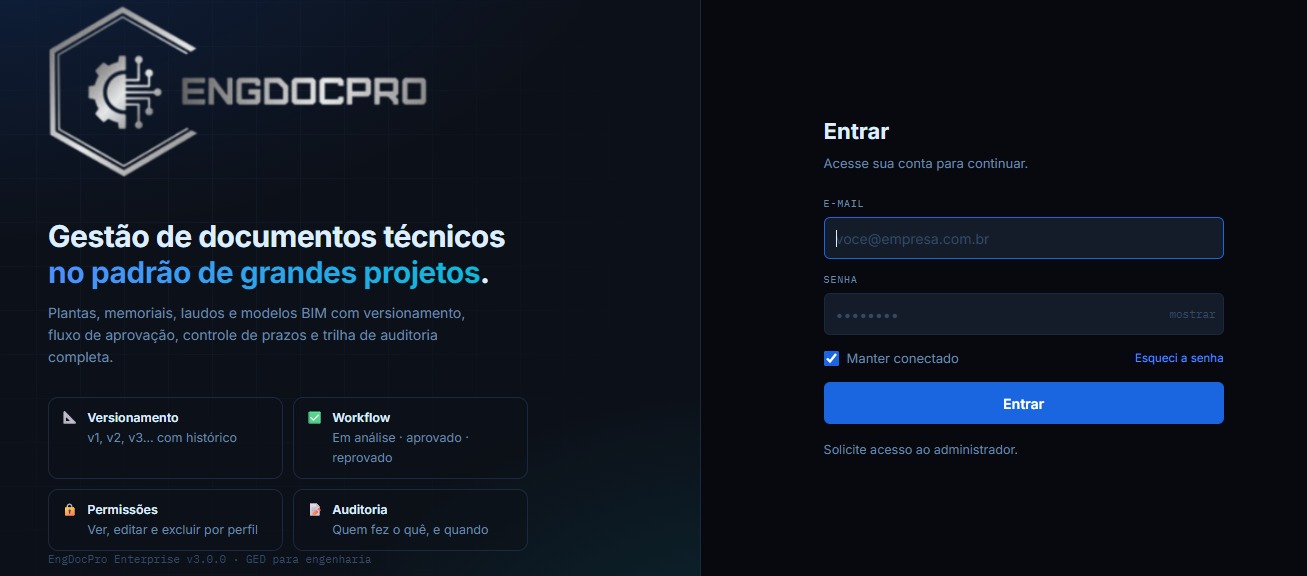 ENGDOCPRO
Gestão de documentos técnicos
no padrão de grandes projetos.
Plantas, memoriais, laudos e modelos BIM com versionamento,
fluxo de aprovação, controle de prazos e trilha de auditoria
completa.
Versionamento
v1, v2, v3... com histórico
Workflow
Em análise · aprovado ·
reprovado
Permissões
Ver, editar e excluir por perfil
Auditoria
Quem fez o quê, e quando
EngDocPro Enterprise v3.0.0 · GED para engenharia
Entrar
Acesse sua conta para continuar.
E-MAIL
voce@empresa.com.br
SENHA
••••••••
mostrar
Manter conectado
Esqueci a senha
Entrar
Solicite acesso ao administrador.